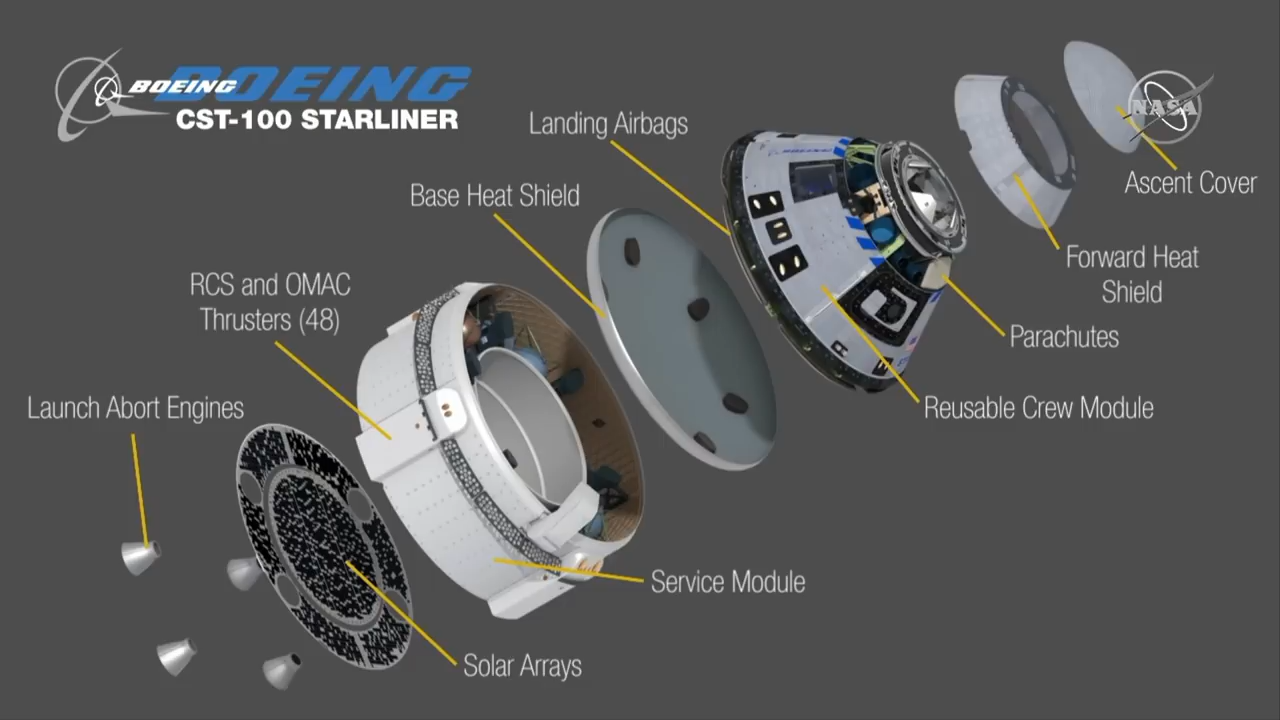 BOEING
BOEING
CST-100 STARLINER
Landing Airbags
NASA
Ascent Cover
Base Heat Shield
Forward Heat
Shield
RCS and OMAC
Thrusters (48)
Parachutes
Launch Abort Engines
Reusable Crew Module
Service Module
Solar Arrays